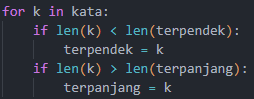 for k in kata:
    if len(k) < len(terpendek):
        terpendek = k
    if len(k) > len(terpanjang):
        terpanjang = k